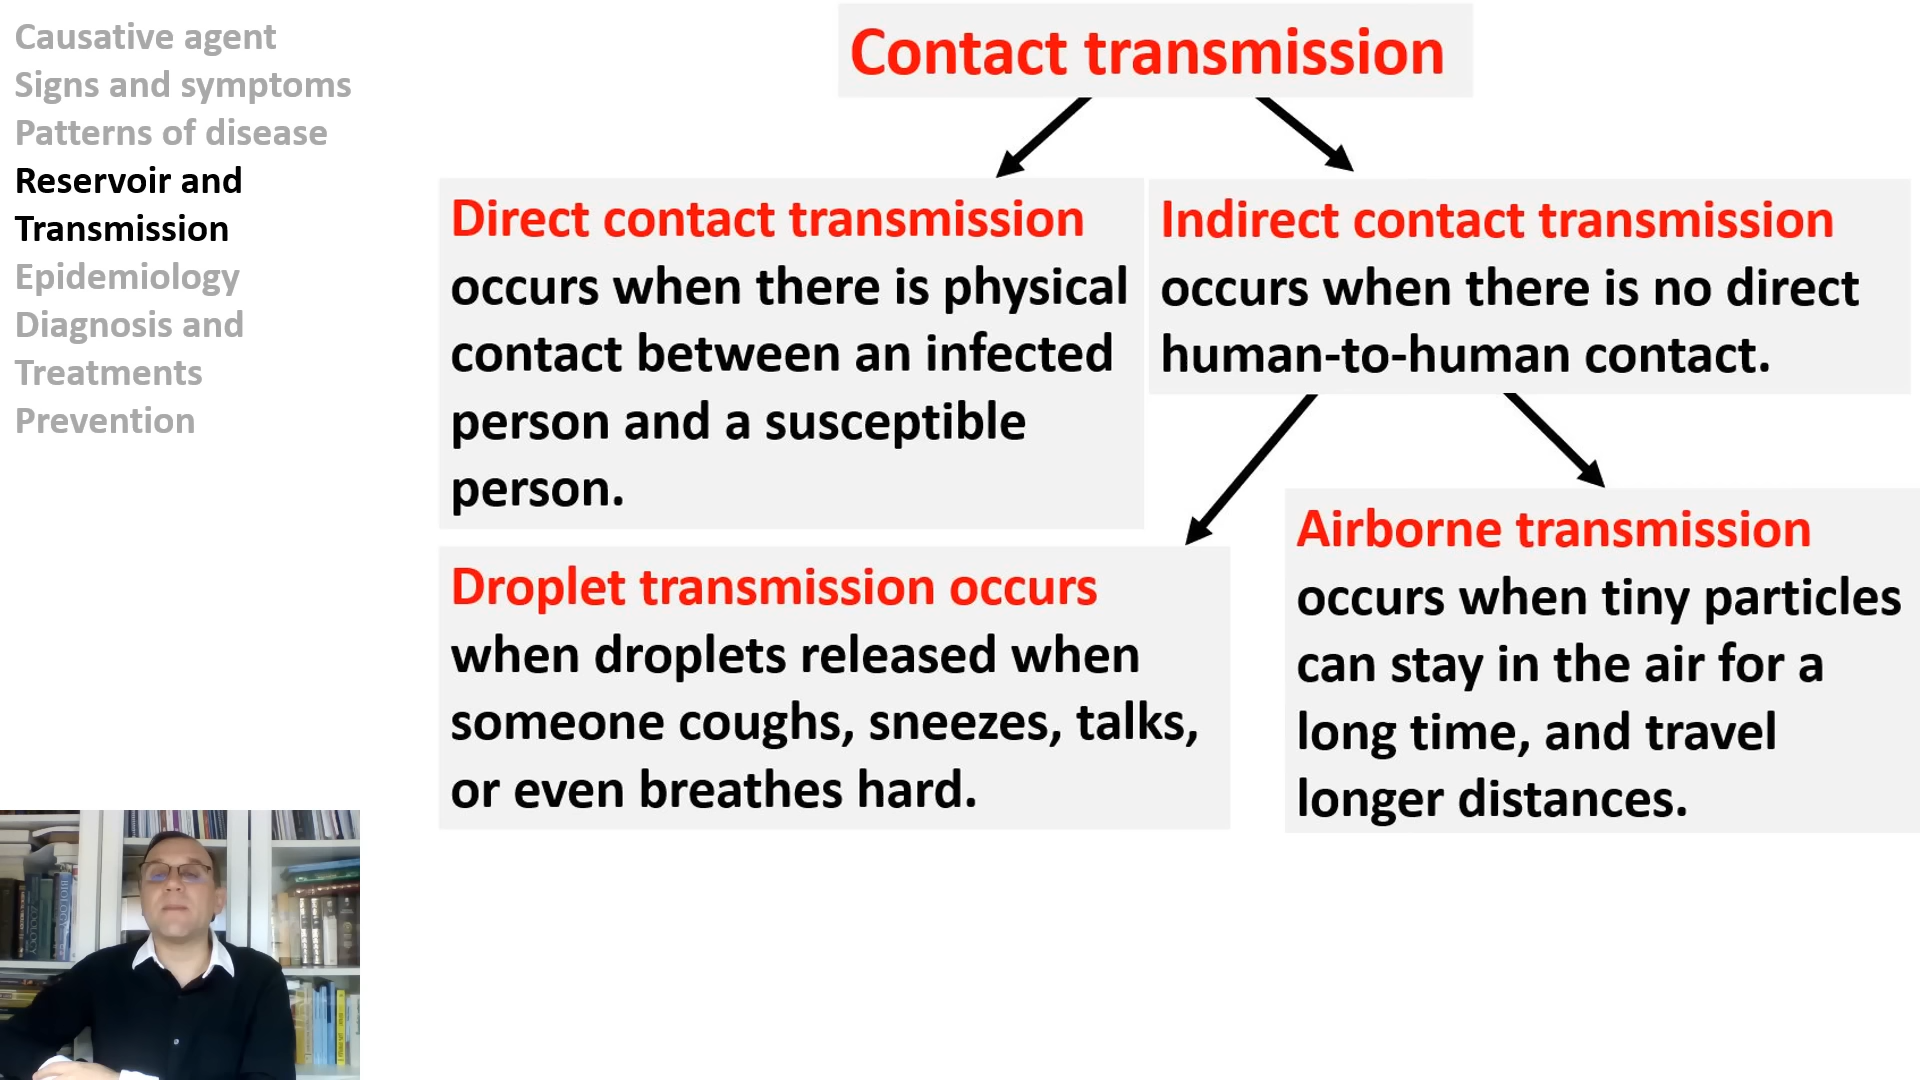 Causative agent
Signs and symptoms
Patterns of disease
Reservoir and
Transmission
Epidemiology
Diagnosis and
Treatments
Prevention
Contact transmission
Direct contact transmission
occurs when there is physical
contact between an infected
person and a susceptible
person.
Indirect contact transmission
occurs when there is no direct
human-to-human contact.
Droplet transmission occurs
when droplets released when
someone coughs, sneezes, talks,
or even breathes hard.
Airborne transmission
occurs when tiny particles
can stay in the air for a
long time, and travel
longer distances.
ZOOLOGY
BIOLOGY